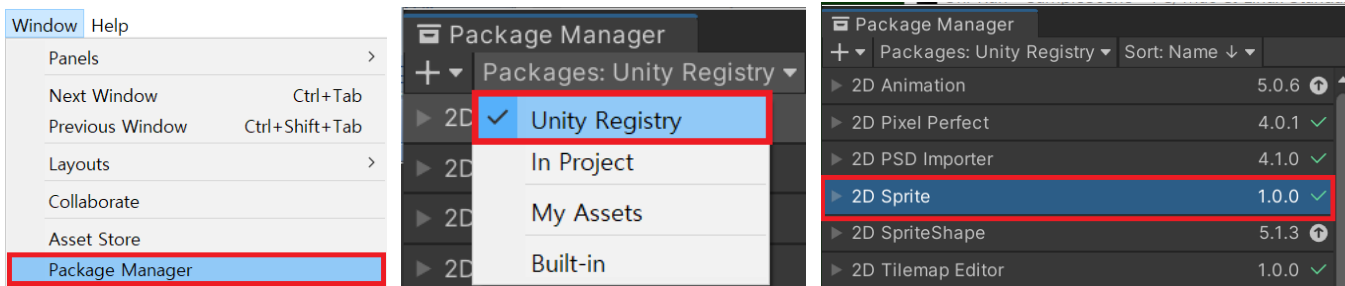 Window Help
Panels >
Next Window Ctrl+Tab
Previous Window Ctrl+Shift+Tab
Layouts >
Collaborate
Asset Store
Package Manager
Package Manager
+ Packages: Unity Registry
2D
✓ Unity Registry
2D
In Project
2D
My Assets
2D
Built-in
Package Manager
+ Packages: Unity Registry Sort: Name ↓
2D Animation 5.0.6
2D Pixel Perfect 4.0.1 ✓
2D PSD Importer 4.1.0 ✓
2D Sprite 1.0.0 ✓
2D SpriteShape 5.1.3
2D Tilemap Editor 1.0.0 ✓